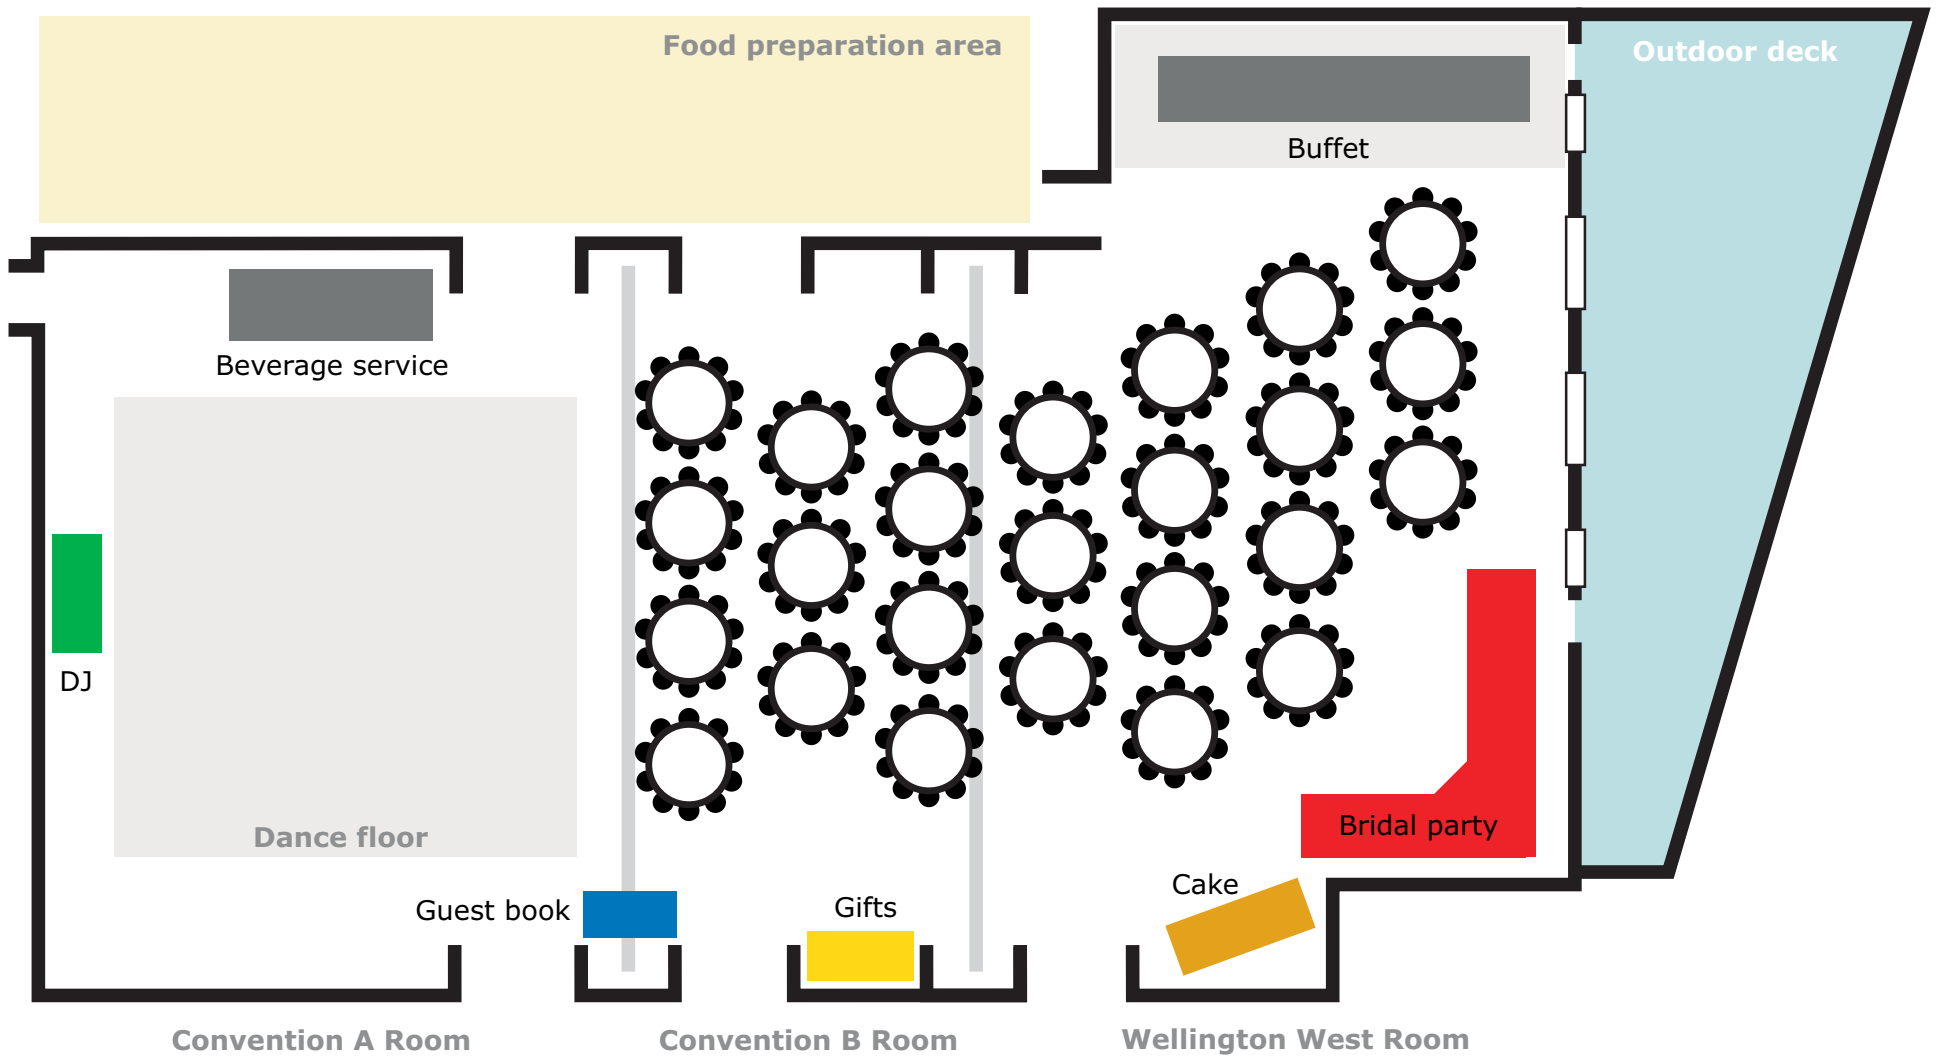 Food preparation area
Outdoor deck
Buffet
Beverage service
DJ
Dance floor
Bridal party
Cake
Guest book
Gifts
Convention A Room
Convention B Room
Wellington West Room